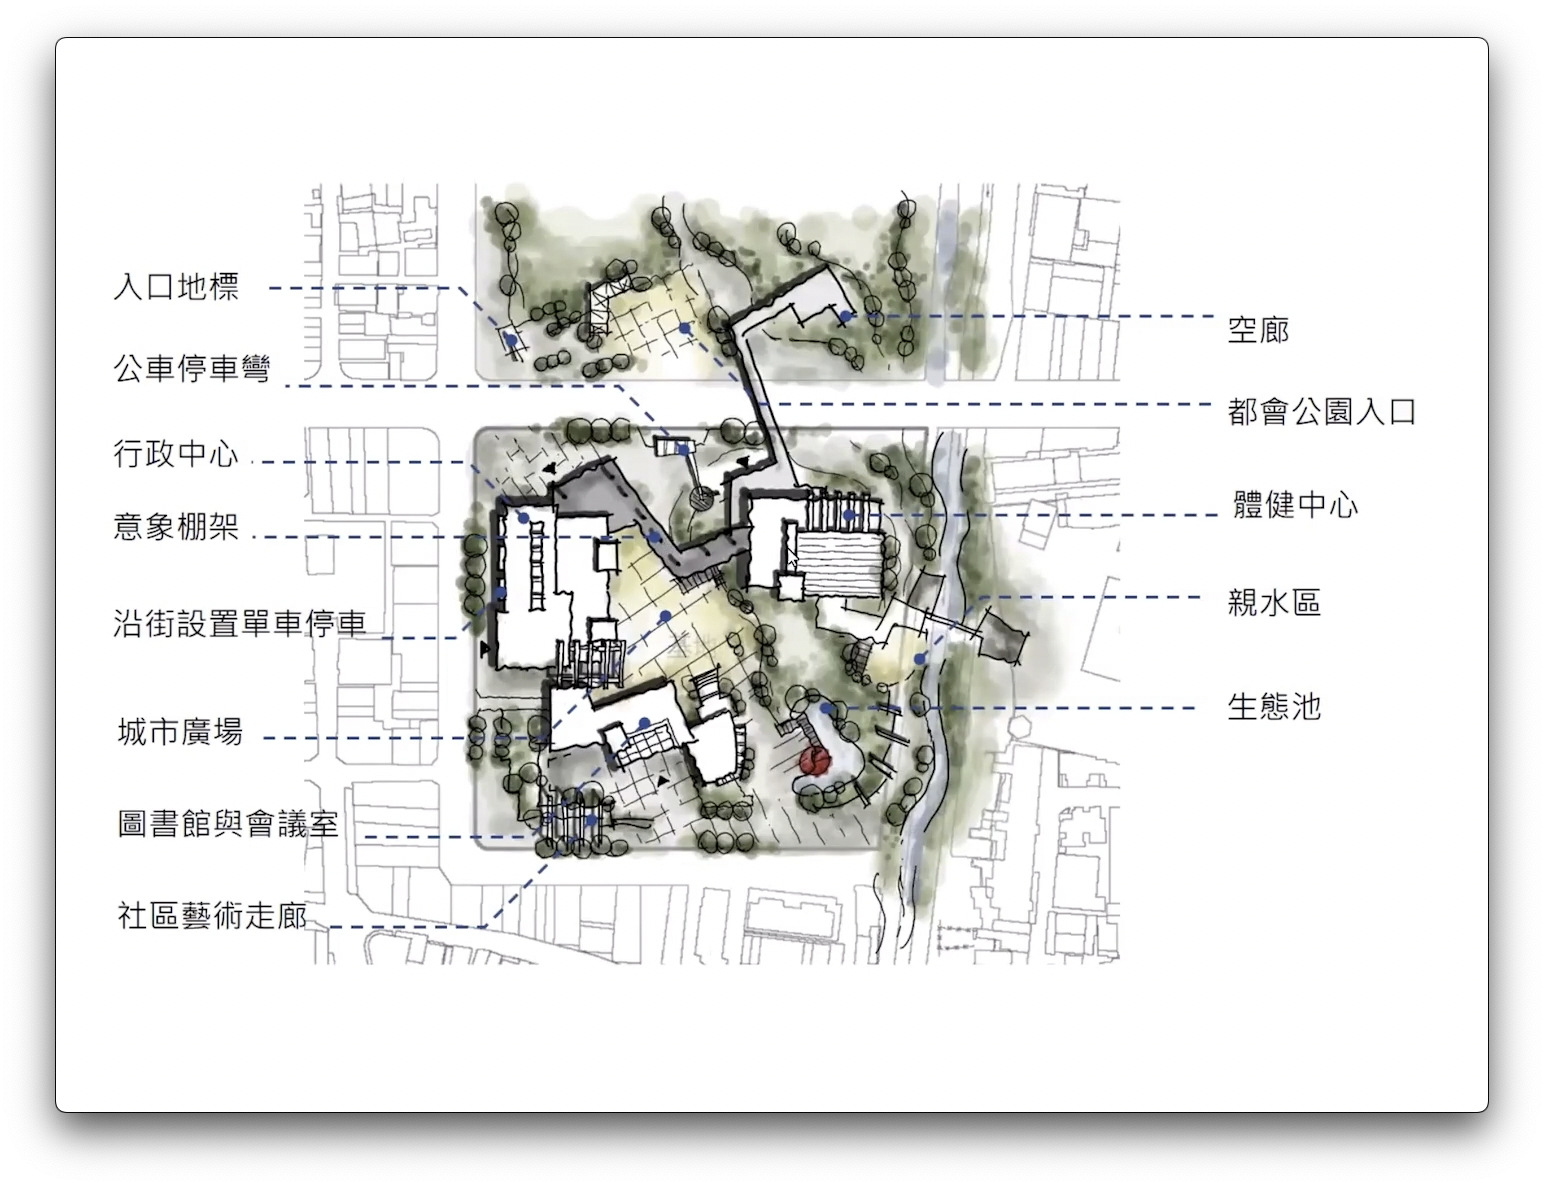 入口地標
公車停車彎
行政中心
意象棚架
沿街設置單車停車
城市廣場
圖書館與會議室
社區藝術走廊
空廊
都會公園入口
體健中心
親水區
生態池
基地